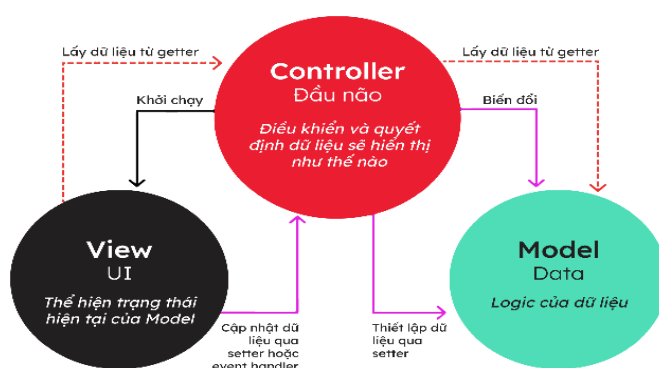 Lấy dữ liệu từ getter
Lấy dữ liệu từ getter
Controller
Đầu não
Điều khiển và quyết
định dữ liệu sẽ hiển thị
như thế nào
Khởi chạy
Biến đổi
View
UI
Thể hiện trạng thái
hiện tại của Model
Model
Data
Logic của dữ liệu
Cập nhật dữ
liệu qua
setter hoặc
event handler
Thiết lập dữ
liệu qua
setter